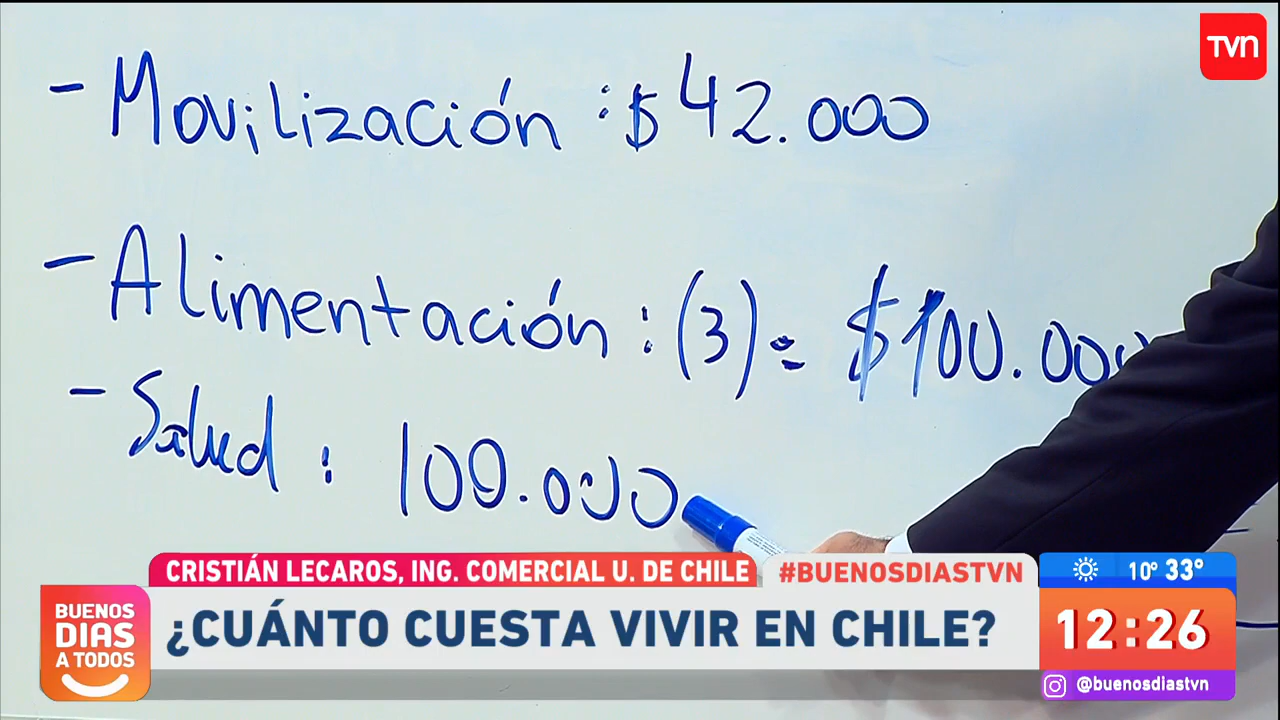 TVN
- Movilización : $42.000
- Alimentación : (3) = $100.000
- Salud : 100.000
CRISTIÁN LECAROS, ING. COMERCIAL U. DE CHILE
#BUENOSDIASTVN
10° 33°
BUENOS
DIAS
A TODOS
¿CUÁNTO CUESTA VIVIR EN CHILE?
12:26
@buenosdiastvn